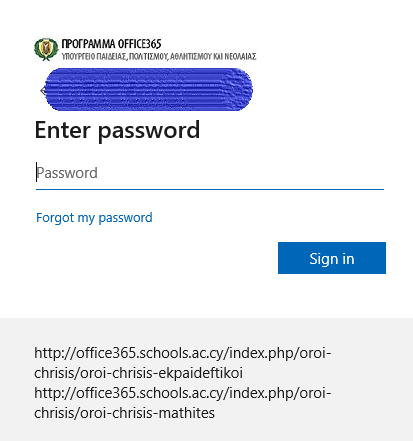 ΠΡΟΓΡΑΜΜΑ OFFICE365
ΥΠΟΥΡΓΕΙΟ ΠΑΙΔΕΙΑΣ, ΠΟΛΙΤΙΣΜΟΥ, ΑΘΛΗΤΙΣΜΟΥ ΚΑΙ ΝΕΟΛΑΙΑΣ
Enter password
Password
Forgot my password
Sign in
http://office365.schools.ac.cy/index.php/oroi-
chrisis/oroi-chrisis-ekpaideftikoi
http://office365.schools.ac.cy/index.php/oroi-
chrisis/oroi-chrisis-mathites